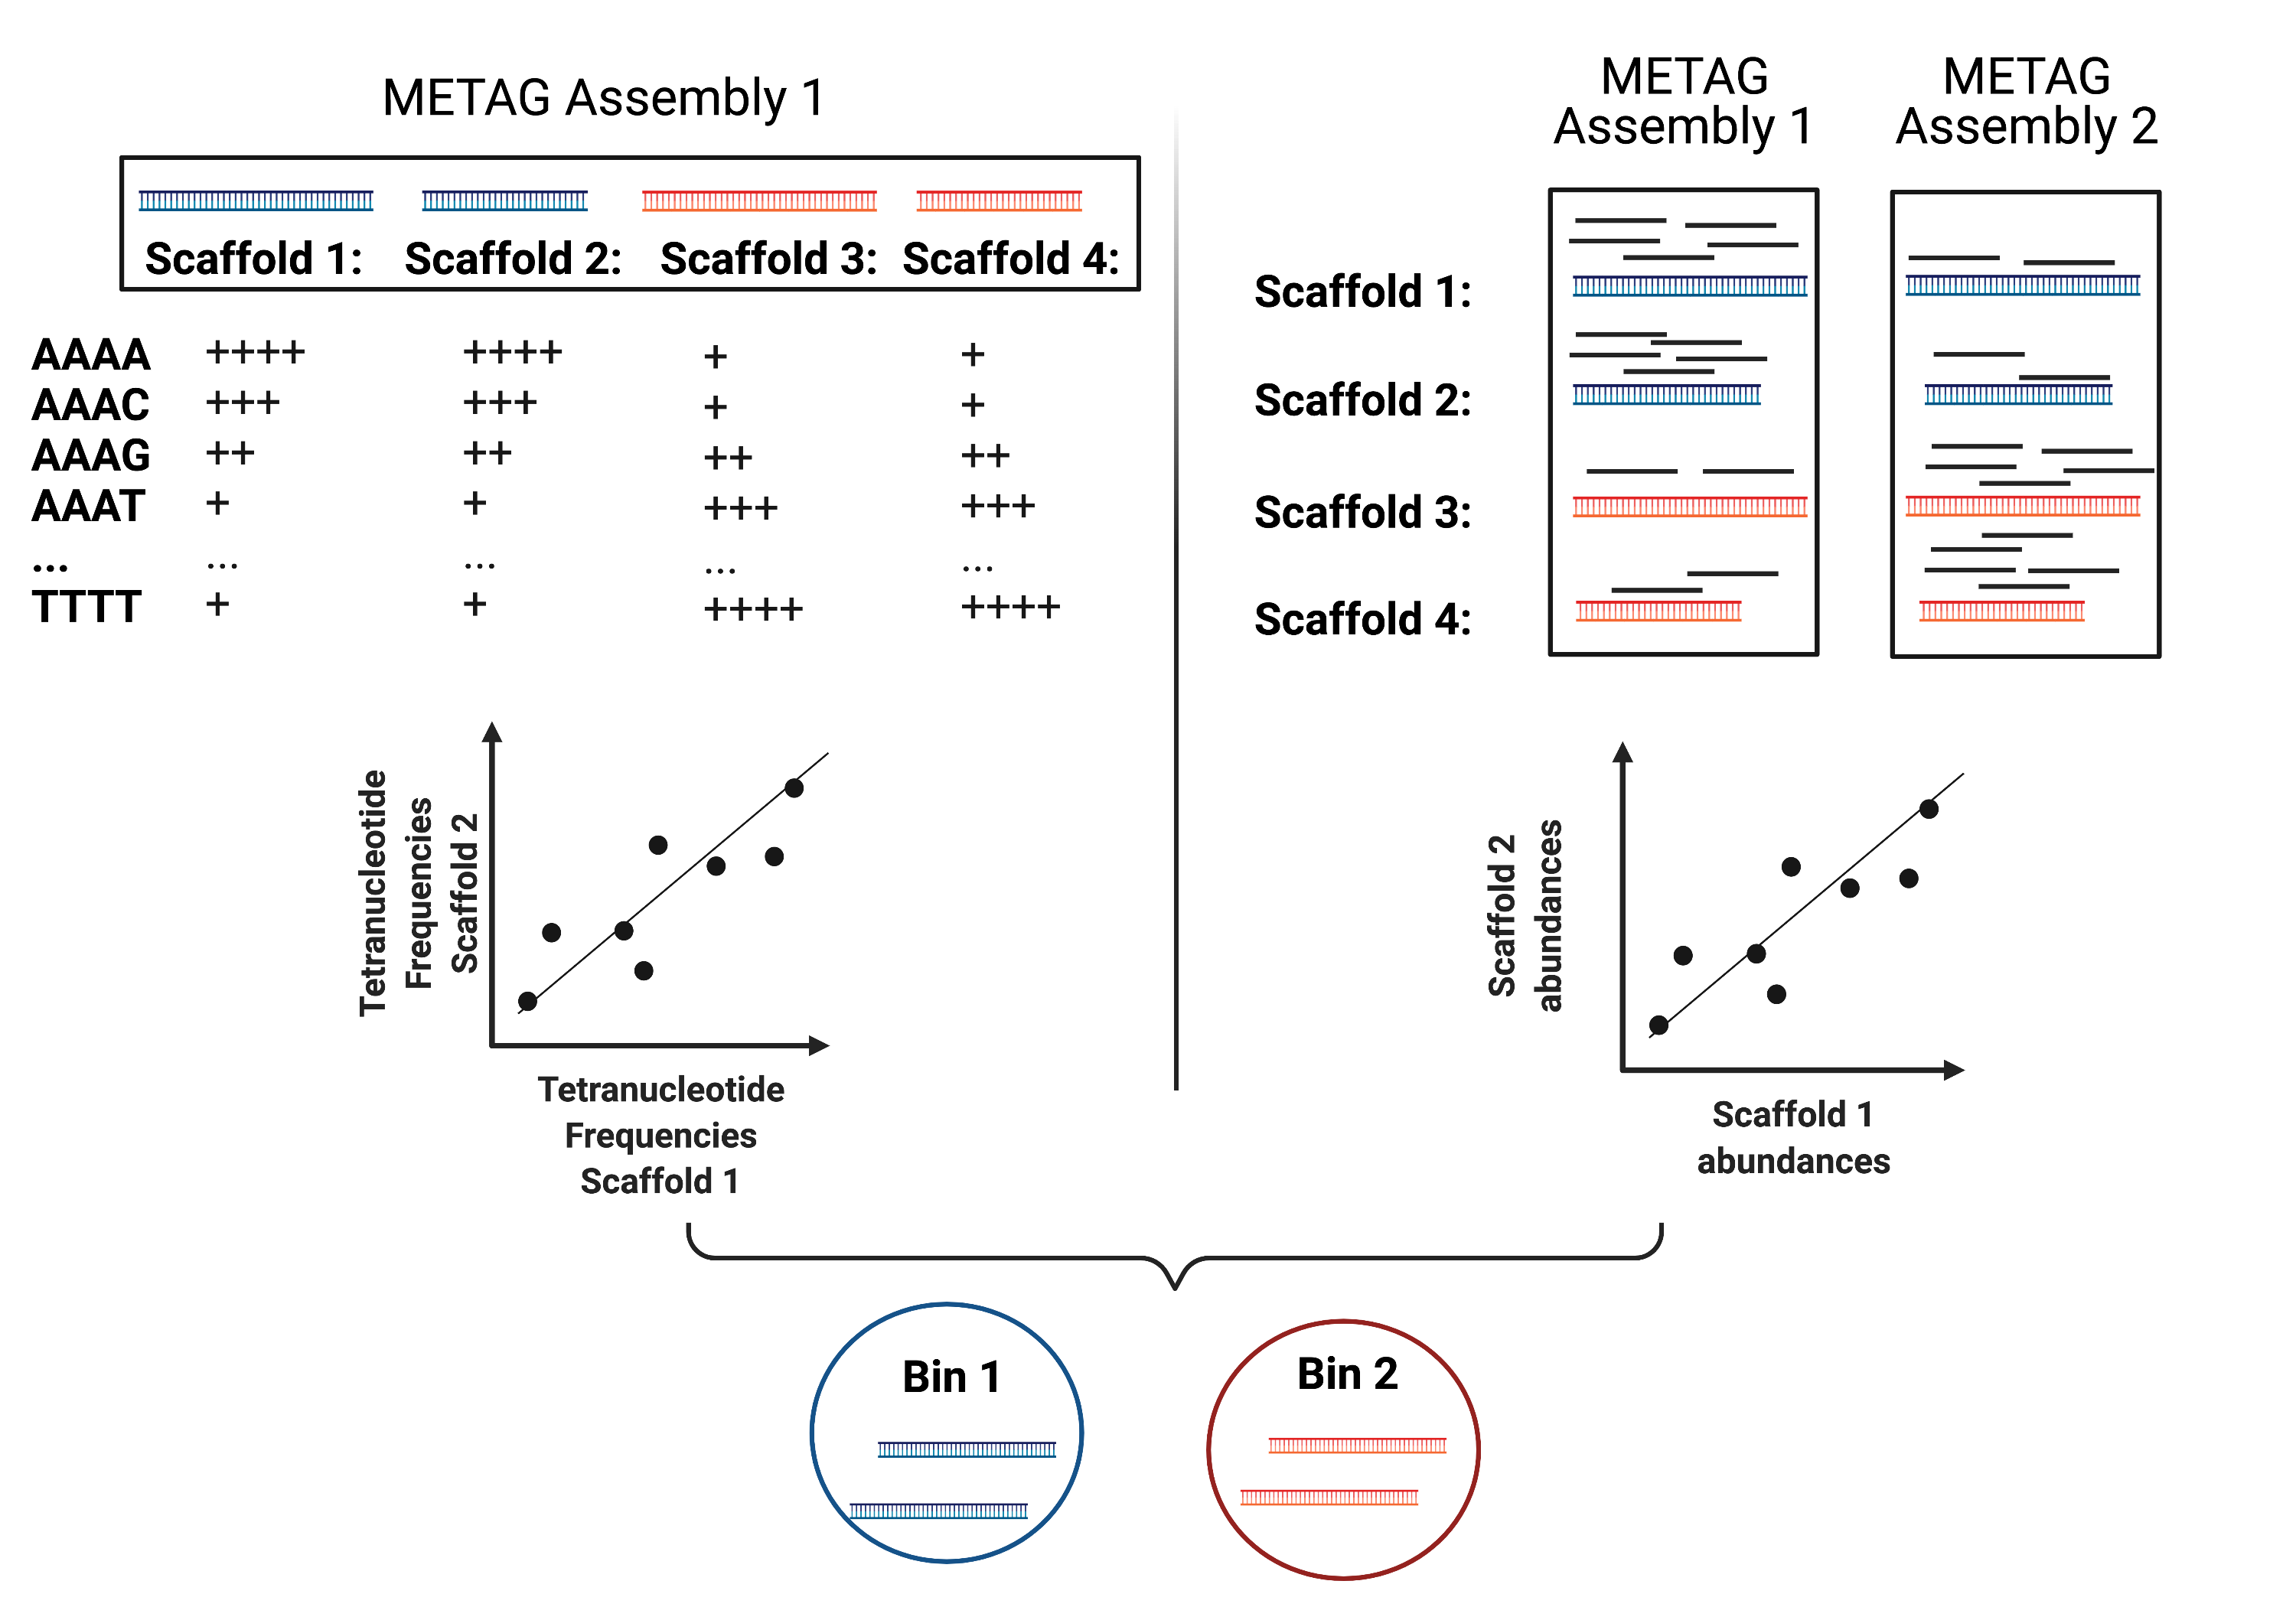 METAG Assembly 1
Scaffold 1: Scaffold 2: Scaffold 3: Scaffold 4:
AAAA ++++ ++++ + +
AAAC +++ +++ + +
AAAG ++ ++ ++ ++
AAAT + + +++ +++
... ... ... ... ...
TTTT + + ++++ ++++
Tetranucleotide
Frequencies
Scaffold 2
Tetranucleotide
Frequencies
Scaffold 1
METAG
Assembly 1
METAG
Assembly 2
Scaffold 1:
Scaffold 2:
Scaffold 3:
Scaffold 4:
Scaffold 2
abundances
Scaffold 1
abundances
Bin 1
Bin 2